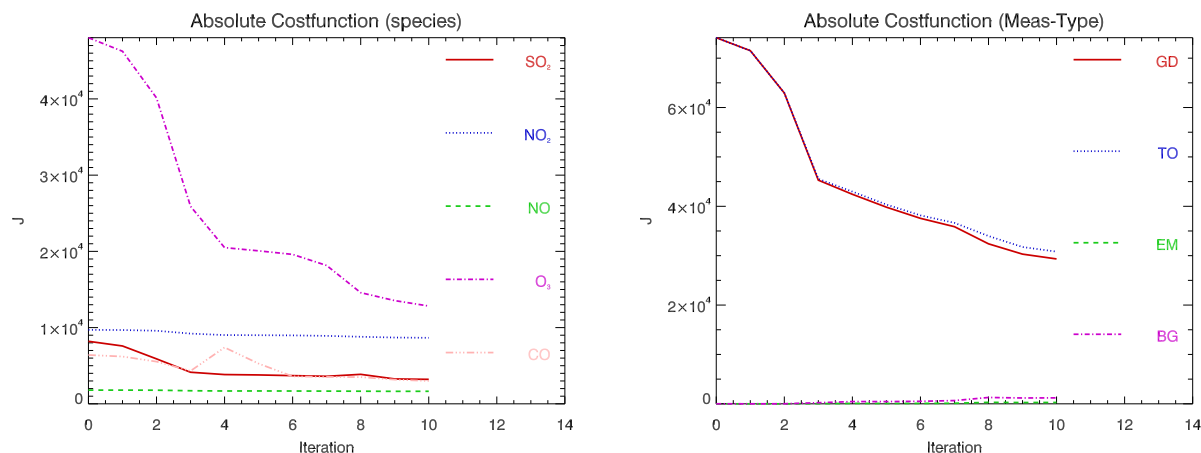 Absolute Costfunction (species)
J
4×10⁴
3×10⁴
2×10⁴
1×10⁴
0
0 2 4 6 8 10 12 14
Iteration
SO₂
NO₂
NO
O₃
CO
Absolute Costfunction (Meas-Type)
J
6×10⁴
4×10⁴
2×10⁴
0
0 2 4 6 8 10 12 14
Iteration
GD
TO
EM
BG